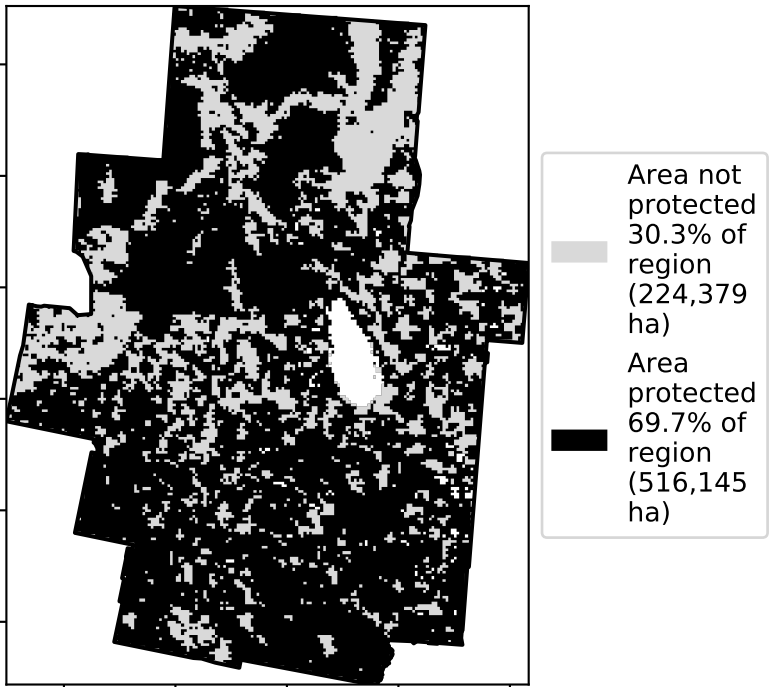 Area not
protected
30.3% of
region
(224,379
ha)
Area
protected
69.7% of
region
(516,145
ha)